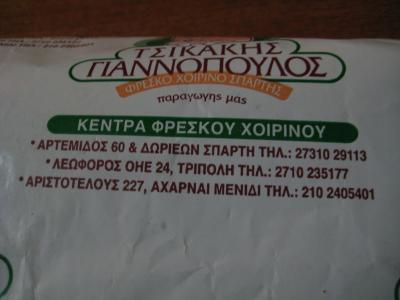 ΤΣΙΚΑΚΗΣ
ΓΙΑΝΝΟΠΟΥΛΟΣ
ΦΡΕΣΚΟ ΧΟΙΡΙΝΟ ΣΠΑΡΤΗΣ
παραγωγης μας
ΚΕΝΤΡΑ ΦΡΕΣΚΟΥ ΧΟΙΡΙΝΟΥ
• ΑΡΤΕΜΙΔΟΣ 60 & ΔΩΡΙΕΩΝ ΣΠΑΡΤΗ ΤΗΛ.: 27310 29113
• ΛΕΩΦΟΡΟΣ ΟΗΕ 24, ΤΡΙΠΟΛΗ ΤΗΛ.: 2710 235177
• ΑΡΙΣΤΟΤΕΛΟΥΣ 227, ΑΧΑΡΝΑΙ ΜΕΝΙΔΙ ΤΗΛ.: 210 2405401